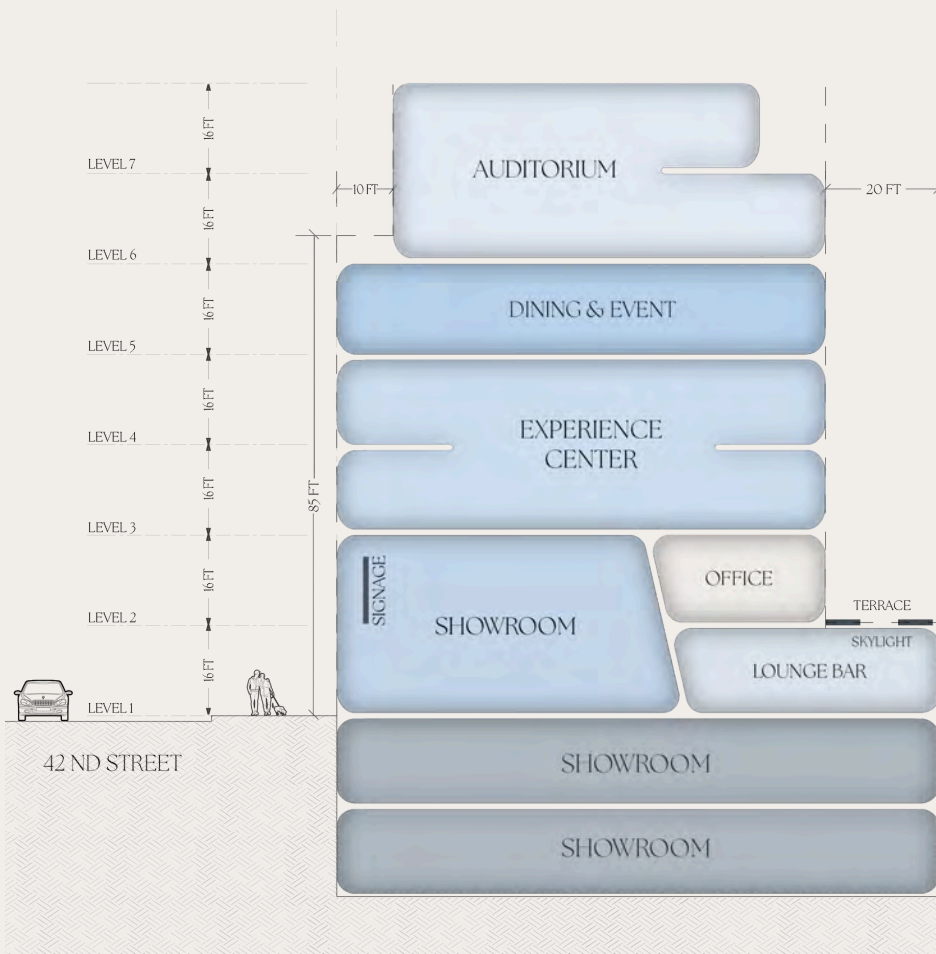 16 FT
LEVEL 7
AUDITORIUM
10 FT
20 FT
16 FT
LEVEL 6
16 FT
DINING & EVENT
LEVEL 5
16 FT
EXPERIENCE
CENTER
LEVEL 4
16 FT
85 FT
LEVEL 3
SIGNAGE
16 FT
OFFICE
TERRACE
LEVEL 2
SHOWROOM
SKYLIGHT
16 FT
LOUNGE BAR
LEVEL 1
42 ND STREET
SHOWROOM
SHOWROOM